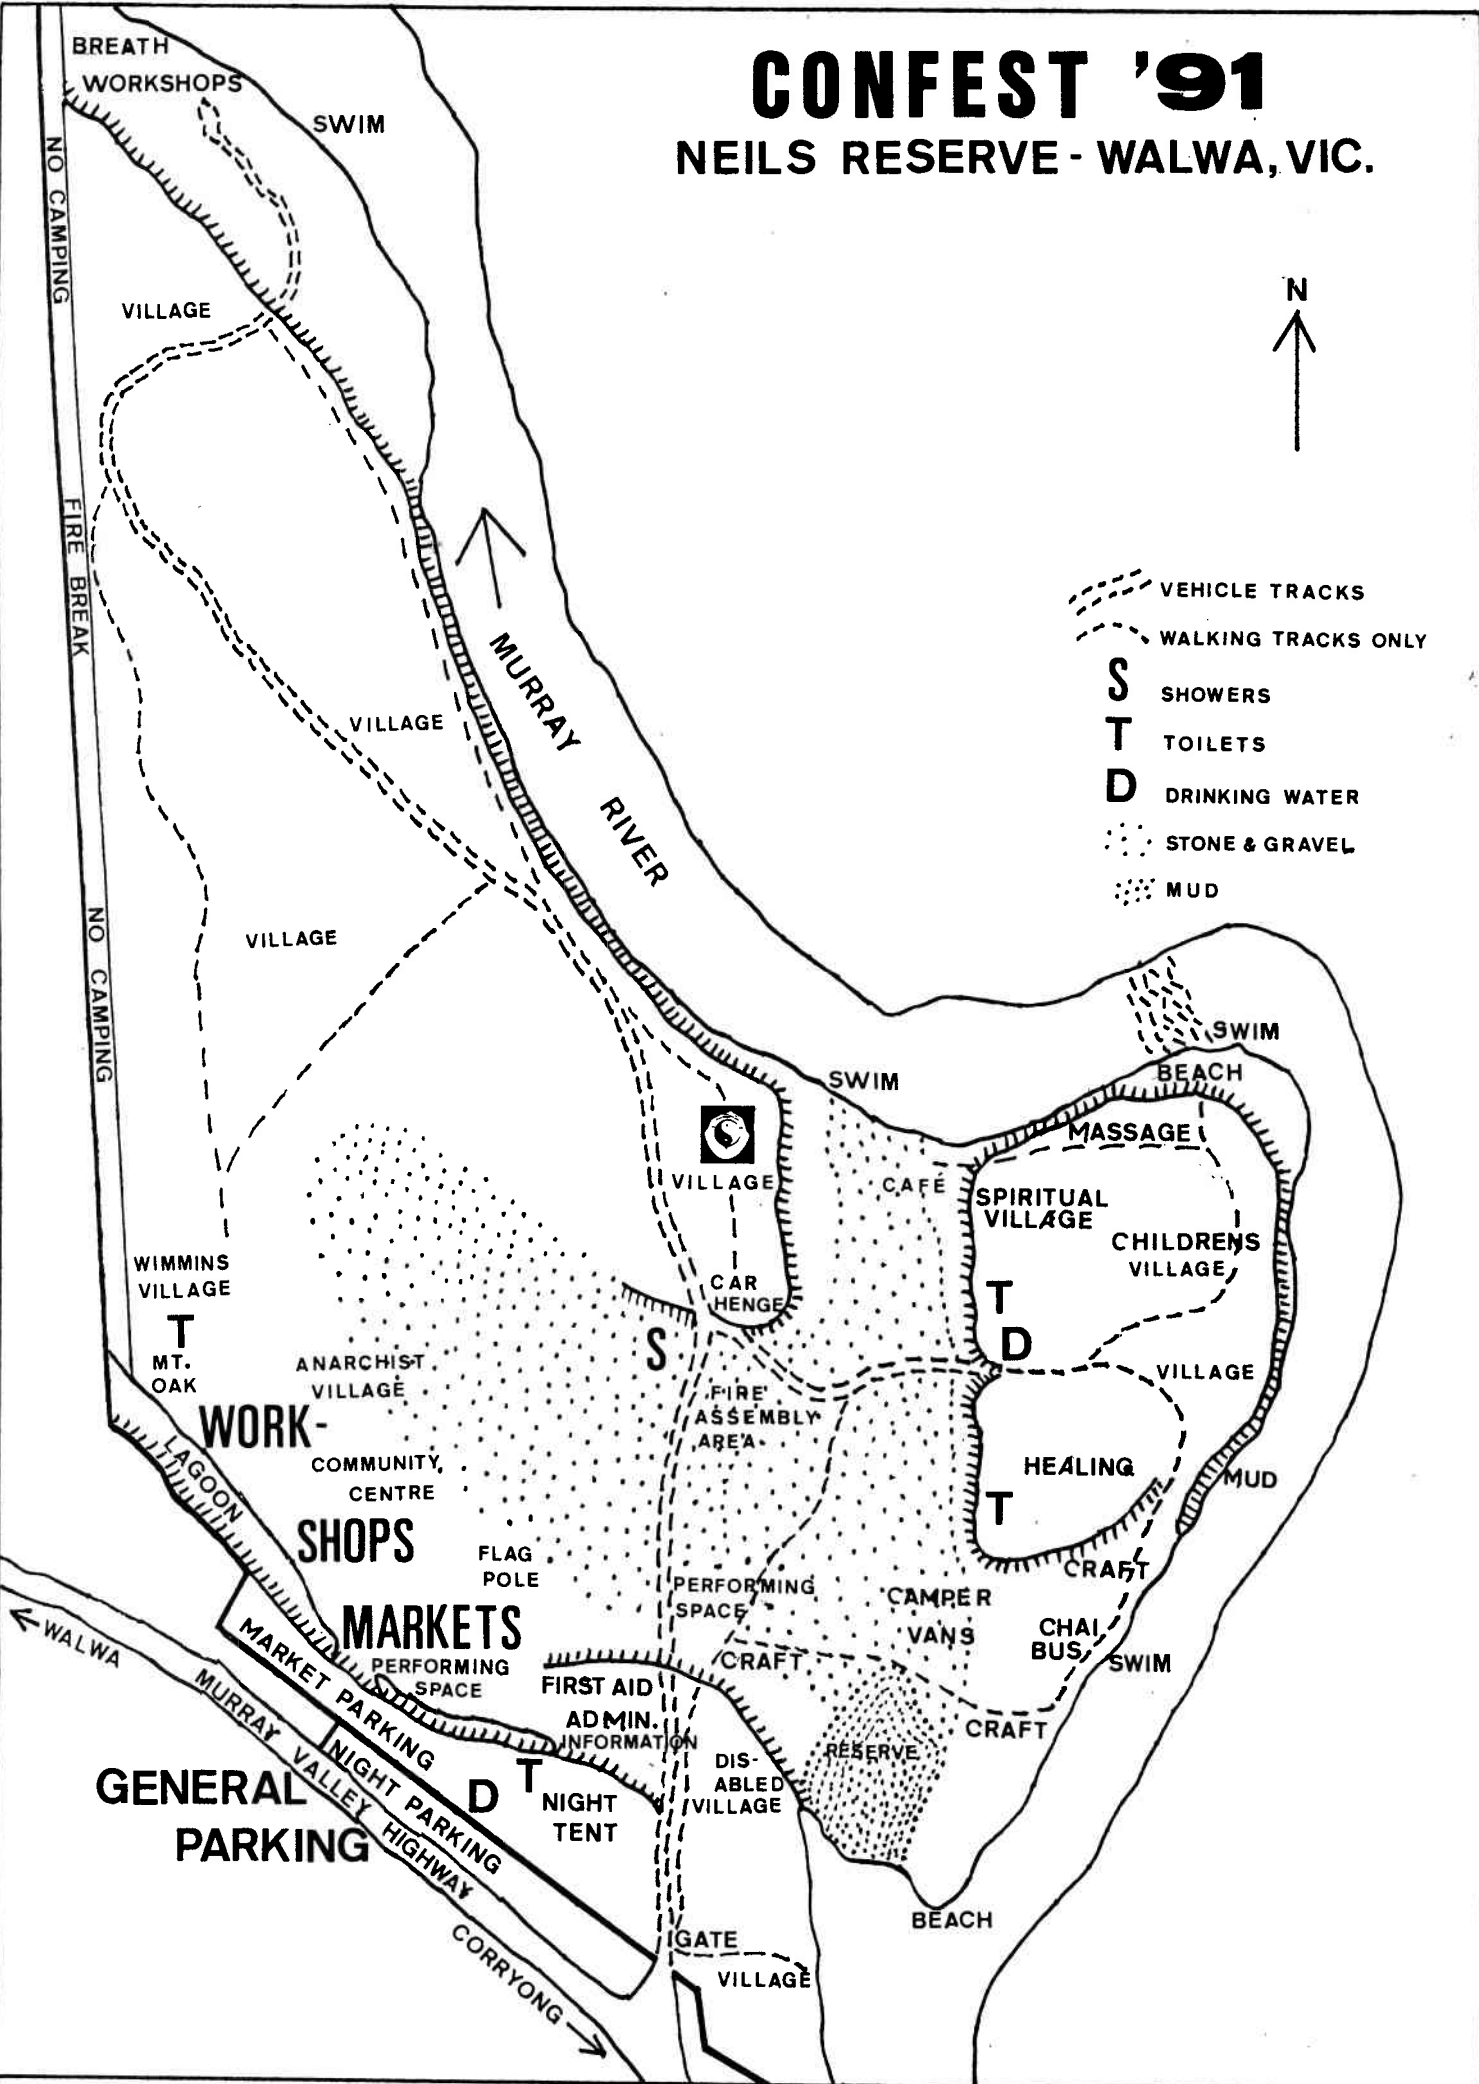 CONFEST '91
NEILS RESERVE - WALWA, VIC.
BREATH
WORKSHOPS
SWIM
NO CAMPING
VILLAGE
N
FIRE BREAK
MURRAY
RIVER
VEHICLE TRACKS
WALKING TRACKS ONLY
S SHOWERS
T TOILETS
D DRINKING WATER
STONE & GRAVEL
MUD
VILLAGE
VILLAGE
NO CAMPING
SWIM
BEACH
SWIM
MASSAGE
VILLAGE
CAFÉ
SPIRITUAL
VILLAGE
CHILDRENS
VILLAGE
WIMMINS
VILLAGE
T
MT.
OAK
CAR
HENGE
T
D
S
ANARCHIST
VILLAGE
FIRE
ASSEMBLY
AREA
VILLAGE
WORK-
LAGOON
COMMUNITY
CENTRE
HEALING
MUD
T
SHOPS
FLAG
POLE
PERFORMING
SPACE
CRAFT
CAMPER
VANS
CHAI
BUS
SWIM
MARKETS
PERFORMING
SPACE
CRAFT
WALWA
MARKET PARKING
FIRST AID
ADMIN.
INFORMATION
CRAFT
RESERVE
MURRAY VALLEY HIGHWAY
NIGHT PARKING
DIS-
ABLED
VILLAGE
GENERAL
PARKING
D
T
NIGHT
TENT
BEACH
GATE
VILLAGE
CORRYONG